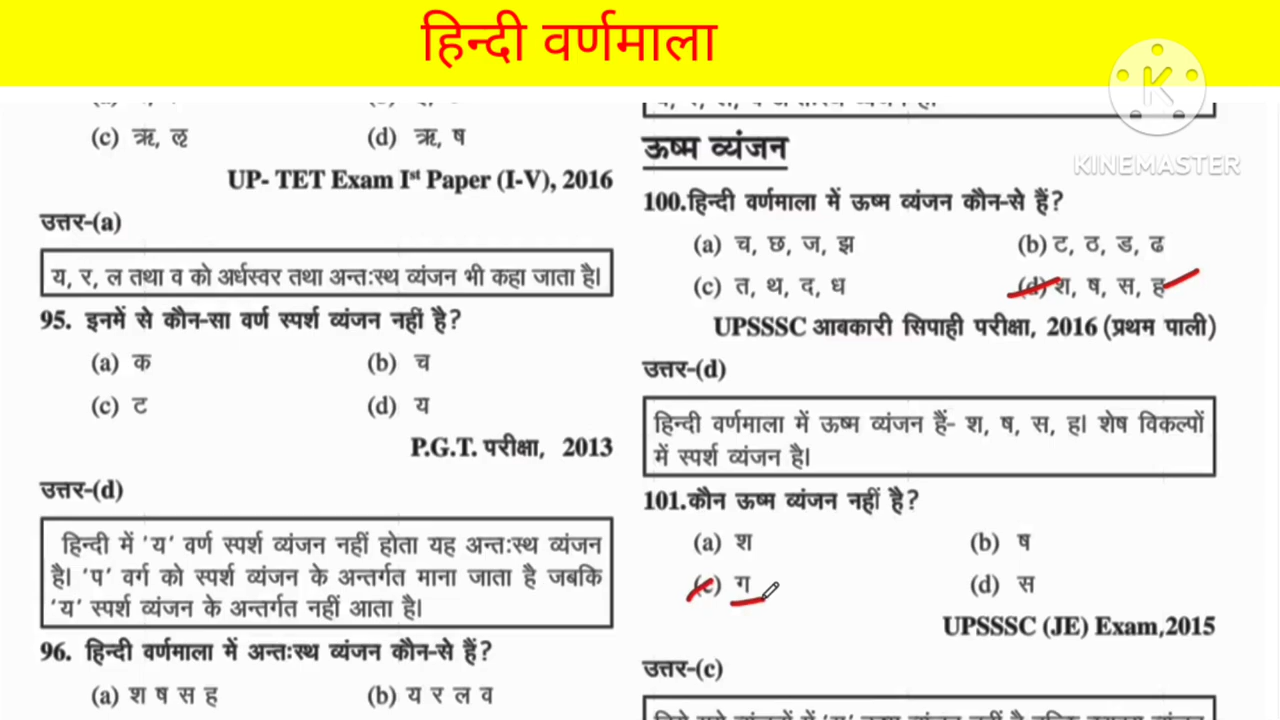 हिन्दी वर्णमाला
KINEMASTER
(c) ऋ, ऌ
(d) ऋ, ष
UP- TET Exam Ist Paper (I-V), 2016
उत्तर-(a)
य, र, ल तथा व को अर्धस्वर तथा अन्तःस्थ व्यंजन भी कहा जाता है।
95. इनमें से कौन-सा वर्ण स्पर्श व्यंजन नहीं है?
(a) क
(b) च
(c) ट
(d) य
P.G.T. परीक्षा, 2013
उत्तर-(d)
हिन्दी में 'य' वर्ण स्पर्श व्यंजन नहीं होता यह अन्तःस्थ व्यंजन
है। 'प' वर्ग को स्पर्श व्यंजन के अन्तर्गत माना जाता है जबकि
'य' स्पर्श व्यंजन के अन्तर्गत नहीं आता है।
96. हिन्दी वर्णमाला में अन्तःस्थ व्यंजन कौन-से हैं?
(a) श ष स ह
(b) य र ल व
ऊष्म व्यंजन
100.हिन्दी वर्णमाला में ऊष्म व्यंजन कौन-से हैं?
(a) च, छ, ज, झ
(b) ट, ठ, ड, ढ
(c) त, थ, द, ध
(d) श, ष, स, ह
UPSSSC आबकारी सिपाही परीक्षा, 2016 (प्रथम पाली)
उत्तर-(d)
हिन्दी वर्णमाला में ऊष्म व्यंजन हैं- श, ष, स, ह। शेष विकल्पों
में स्पर्श व्यंजन है।
101.कौन ऊष्म व्यंजन नहीं है?
(a) श
(b) ष
(c) ग
(d) स
UPSSSC (JE) Exam,2015
उत्तर-(c)